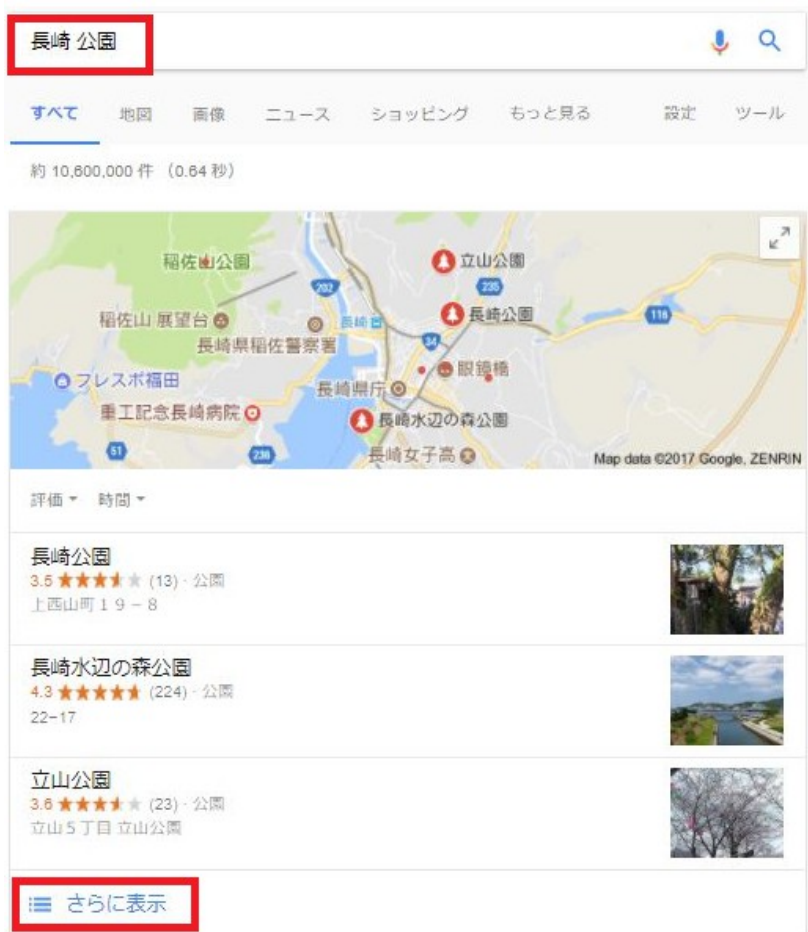 長崎 公園
すべて 地図 画像 ニュース ショッピング もっと見る 設定 ツール
約 10,600,000 件 （0.64 秒）
稲佐山公園
立山公園
235
202
長崎公園
116
稲佐山 展望台
長崎
長崎県稲佐警察署
34
眼鏡橋
フレスポ福田
長崎県庁
重工記念長崎病院
長崎水辺の森公園
51
236
長崎女子高
Map data ©2017 Google, ZENRIN
評価 時間
長崎公園
3.5 ★★★★★ (13) · 公園
上西山町１９−８
長崎水辺の森公園
4.3 ★★★★★ (224) · 公園
22−17
立山公園
3.6 ★★★★★ (23) · 公園
立山５丁目 立山公園
さらに表示